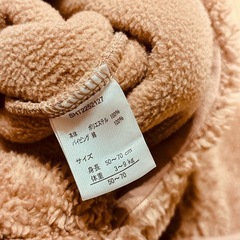 BH13252127
本体 ポリエステル 100%
パイピング 綿 100%
サイズ
身長 50〜70 cm
体重 3〜9 kg
50−70